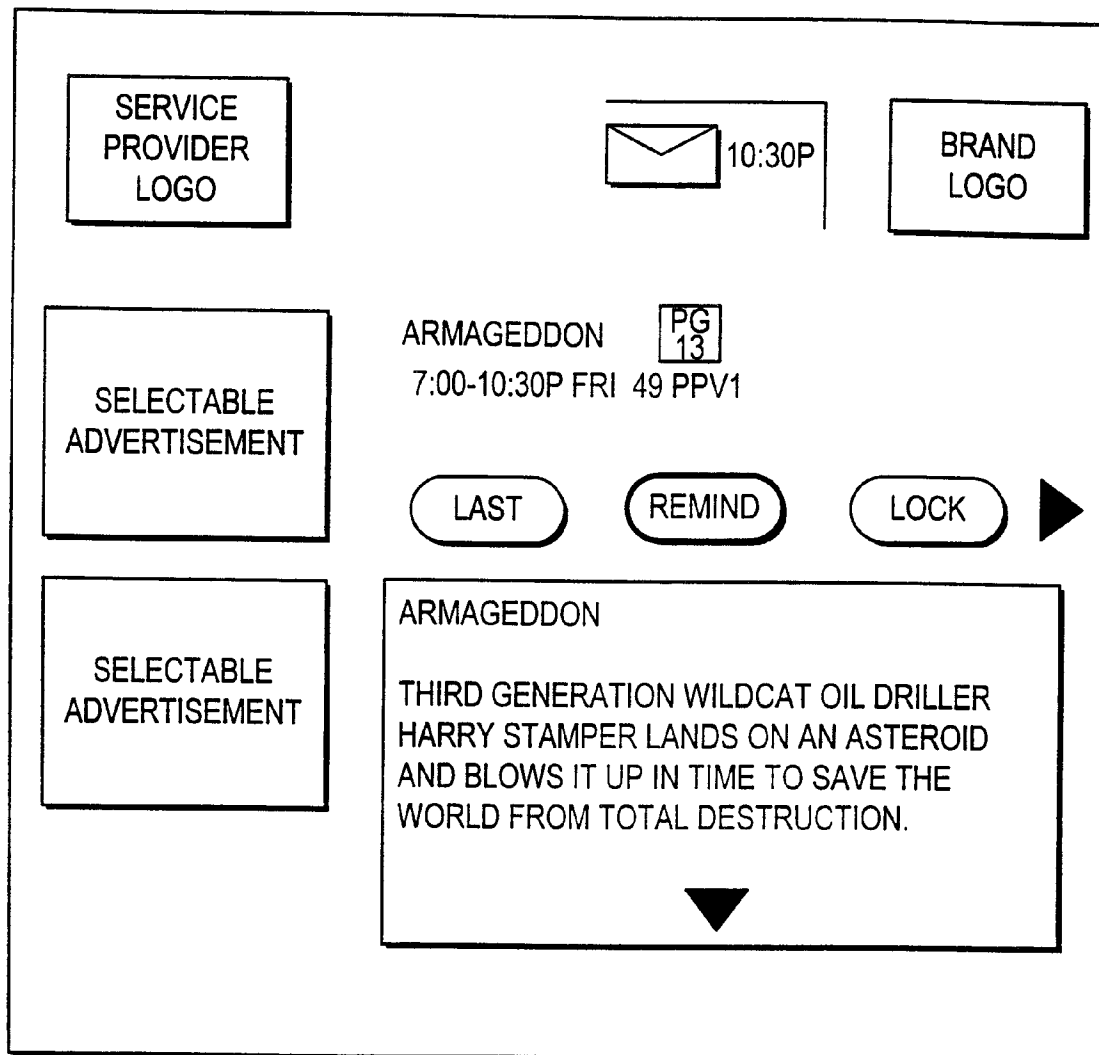 SERVICE
PROVIDER
LOGO
10:30P
BRAND
LOGO
SELECTABLE
ADVERTISEMENT
ARMAGEDDON
PG
13
7:00-10:30P FRI 49 PPV1
LAST
REMIND
LOCK
SELECTABLE
ADVERTISEMENT
ARMAGEDDON
THIRD GENERATION WILDCAT OIL DRILLER
HARRY STAMPER LANDS ON AN ASTEROID
AND BLOWS IT UP IN TIME TO SAVE THE
WORLD FROM TOTAL DESTRUCTION.